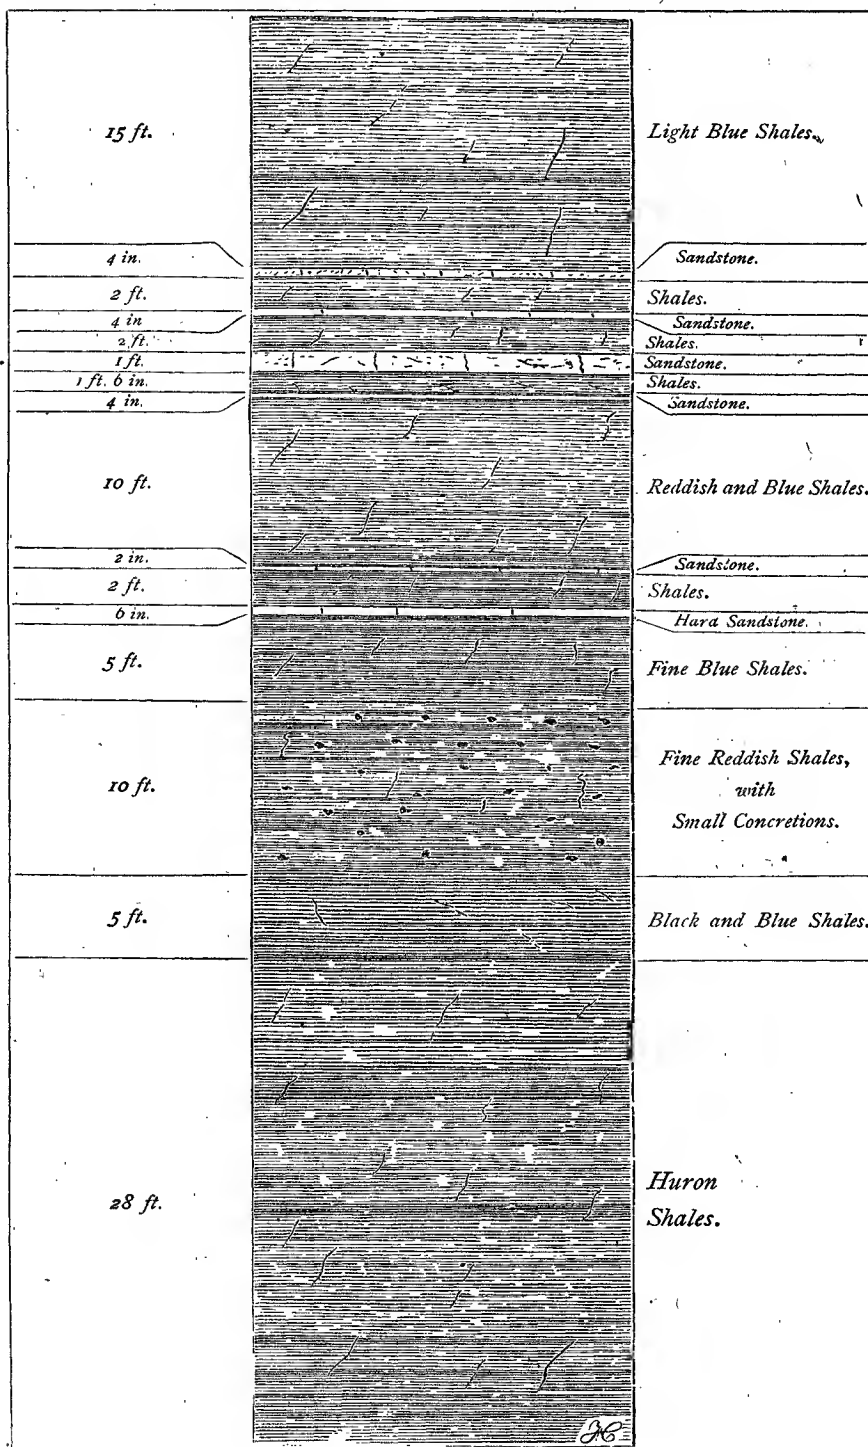 15 ft. Light Blue Shales.
4 in. Sandstone.
2 ft. Shales.
4 in Sandstone.
2 ft. Shales.
1 ft. Sandstone.
1 ft. 6 in. Shales.
4 in. Sandstone.
10 ft. Reddish and Blue Shales.
2 in. Sandstone.
2 ft. Shales.
6 in. Hard Sandstone.
5 ft. Fine Blue Shales.
10 ft. Fine Reddish Shales,
with
Small Concretions.
5 ft. Black and Blue Shales.
28 ft. Huron
Shales.